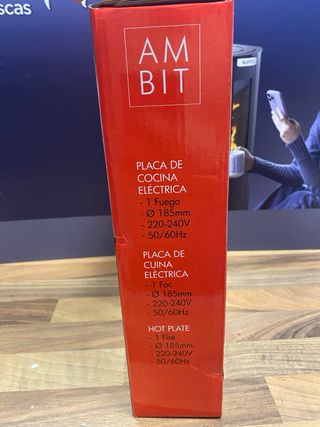 scas
AM
BIT
PLACA DE
COCINA
ELÉCTRICA
- 1 Fuego
- Ø 185mm.
- 220-240V
- 50/60Hz
PLACA DE
CUINA
ELÈCTRICA
- 1 Foc
- Ø 185mm.
- 220-240V
- 50/60Hz
HOT PLATE
- 1 Fire
- Ø 185mm.
- 220-240V
- 50/60Hz